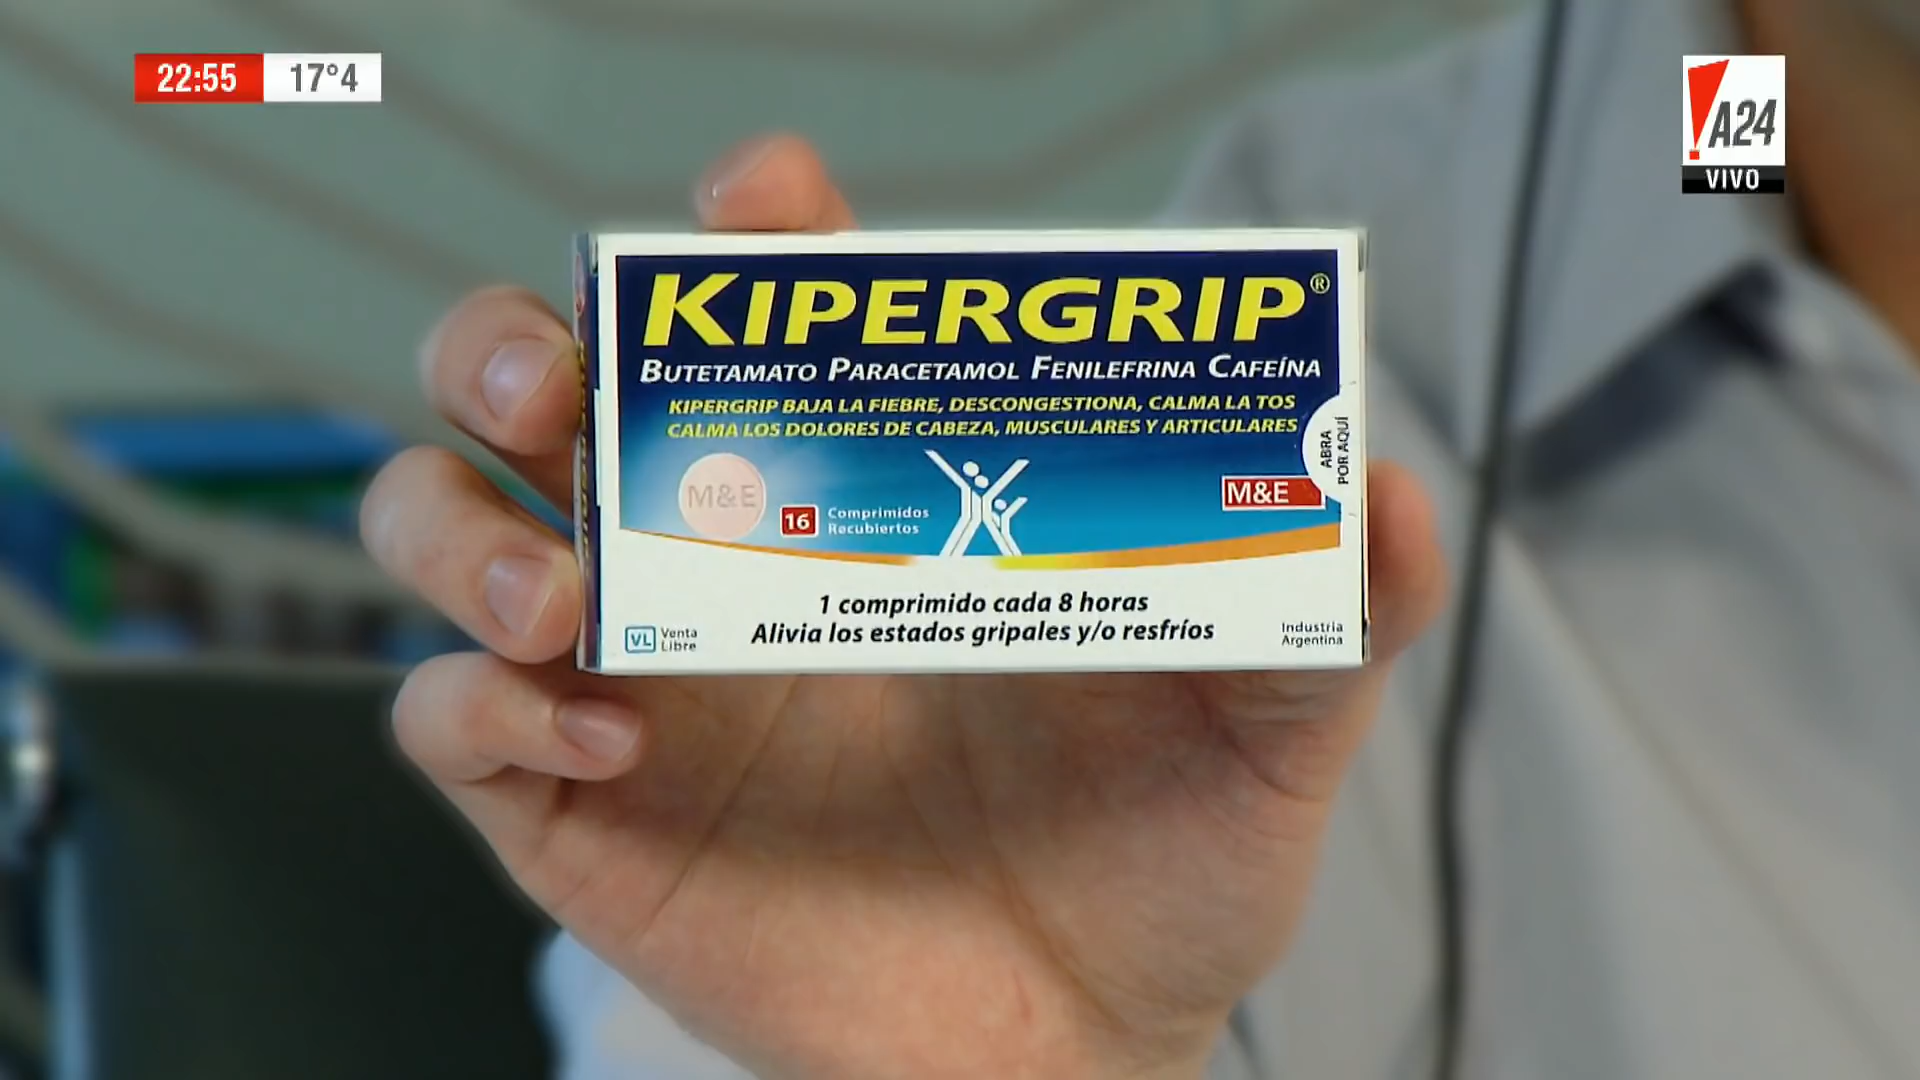 22:55 17°4
A24
VIVO
KIPERGRIP®
BUTETAMATO PARACETAMOL FENILEFRINA CAFEÍNA
KIPERGRIP BAJA LA FIEBRE, DESCONGESTIONA, CALMA LA TOS
CALMA LOS DOLORES DE CABEZA, MUSCULARES Y ARTICULARES
ABRA
POR AQUÍ
M&E
16 Comprimidos
Recubiertos
M&E
1 comprimido cada 8 horas
Alivia los estados gripales y/o resfríos
VL Venta
Libre
Industria
Argentina